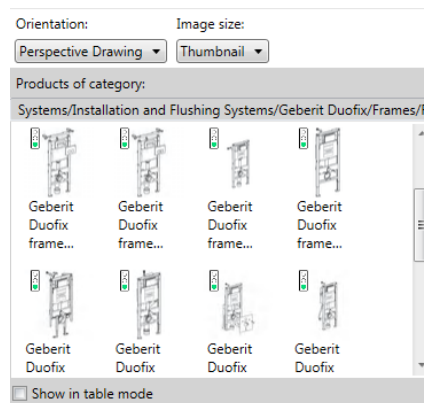 Orientation: Image size:
Perspective Drawing Thumbnail
Products of category:
Systems/Installation and Flushing Systems/Geberit Duofix/Frames/
Geberit Geberit Geberit Geberit
Duofix Duofix Duofix Duofix
frame... frame... frame... frame...
Geberit Geberit Geberit Geberit
Duofix Duofix Duofix Duofix
Show in table mode